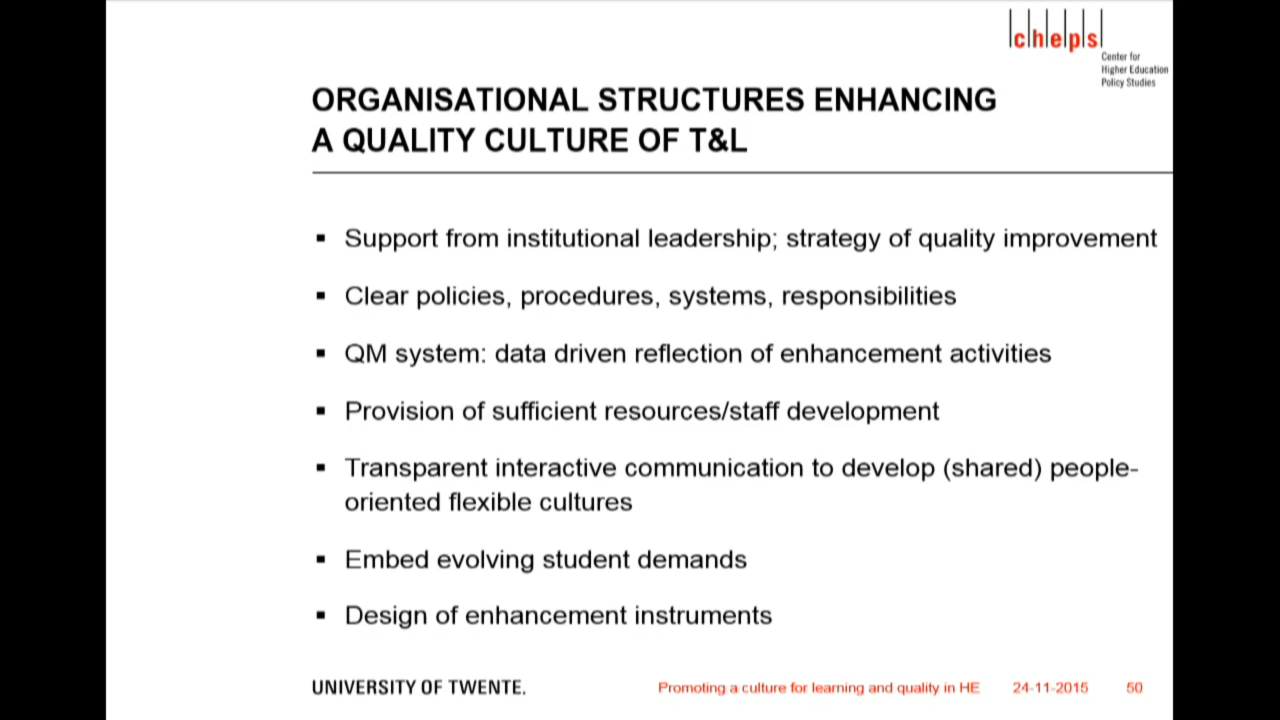 cheps
Center for
Higher Education
Policy Studies
ORGANISATIONAL STRUCTURES ENHANCING
A QUALITY CULTURE OF T&L
▪ Support from institutional leadership; strategy of quality improvement
▪ Clear policies, procedures, systems, responsibilities
▪ QM system: data driven reflection of enhancement activities
▪ Provision of sufficient resources/staff development
▪ Transparent interactive communication to develop (shared) people-
oriented flexible cultures
▪ Embed evolving student demands
▪ Design of enhancement instruments
UNIVERSITY OF TWENTE. Promoting a culture for learning and quality in HE 24-11-2015 50